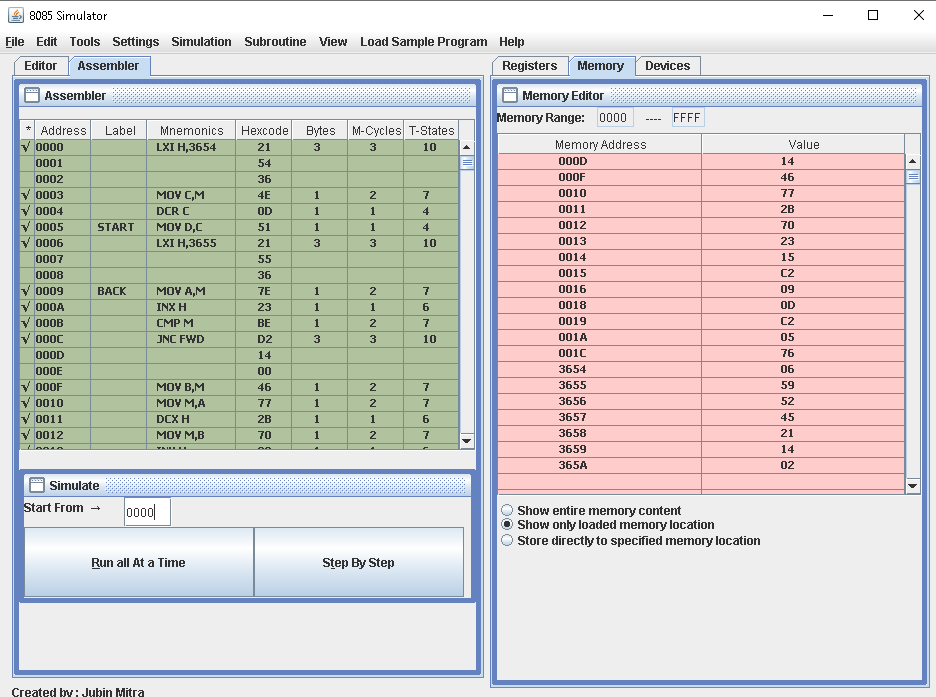 8085 Simulator
File Edit Tools Settings Simulation Subroutine View Load Sample Program Help
Editor Assembler
Assembler
* Address Label Mnemonics Hexcode Bytes M-Cycles T-States
√ 0000 LXI H,3654 21 3 3 10
0001 54
0002 36
√ 0003 MOV C,M 4E 1 2 7
√ 0004 DCR C 0D 1 1 4
√ 0005 START MOV D,C 51 1 1 4
√ 0006 LXI H,3655 21 3 3 10
0007 55
0008 36
√ 0009 BACK MOV A,M 7E 1 2 7
√ 000A INX H 23 1 1 6
√ 000B CMP M BE 1 2 7
√ 000C JNC FWD D2 3 3 10
000D 14
000E 00
√ 000F MOV B,M 46 1 2 7
√ 0010 MOV M,A 77 1 2 7
√ 0011 DCX H 2B 1 1 6
√ 0012 MOV M,B 70 1 2 7
Simulate
Start From → 0000
Run all At a Time Step By Step
Created by : Jubin Mitra
Registers Memory Devices
Memory Editor
Memory Range: 0000 ---- FFFF
Memory Address Value
000D 14
000F 46
0010 77
0011 2B
0012 70
0013 23
0014 15
0015 C2
0016 09
0018 0D
0019 C2
001A 05
001C 76
3654 06
3655 59
3656 52
3657 45
3658 21
3659 14
365A 02
Show entire memory content
Show only loaded memory location
Store directly to specified memory location